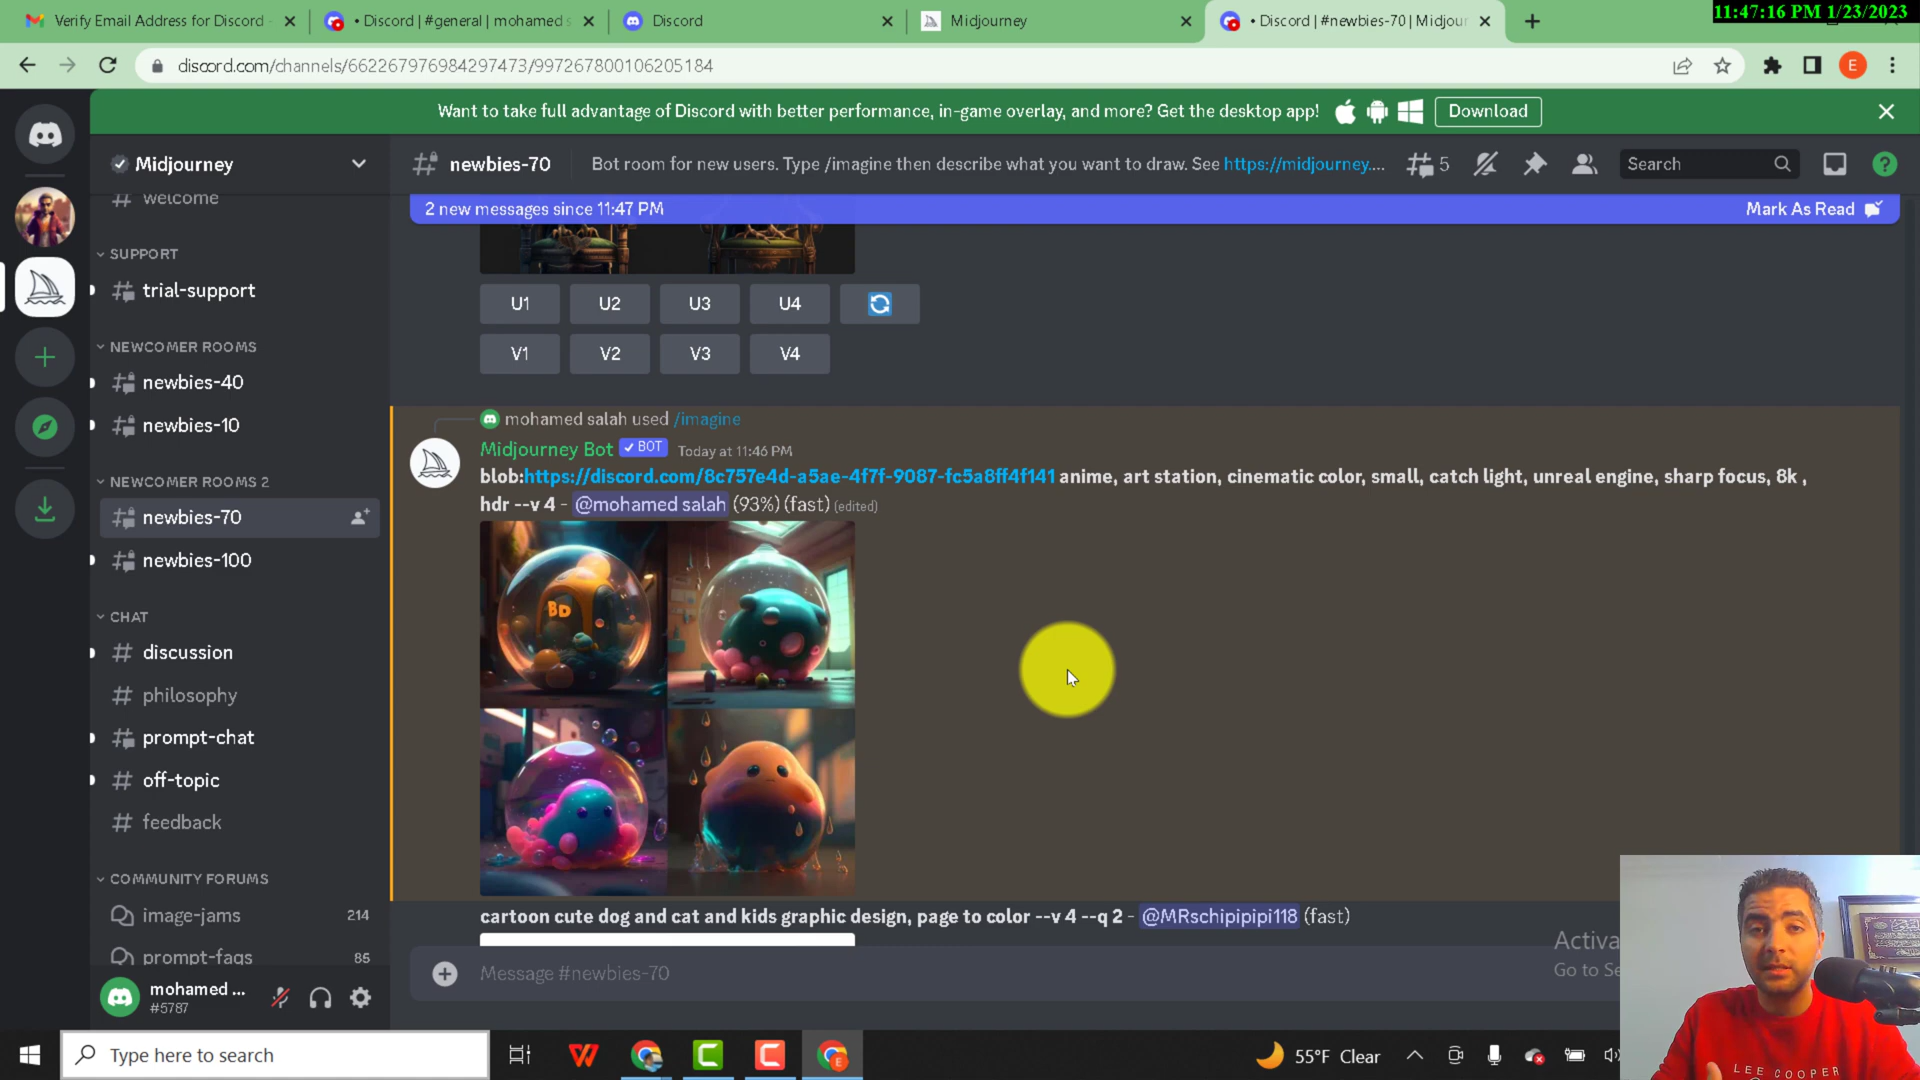 Verify Email Address for Discord -
• Discord | #general | mohamed s
Discord
Midjourney
• Discord | #newbies-70 | Midjour
11:47:16 PM 1/23/2023
discord.com/channels/662267976984297473/997267800106205184
E
Want to take full advantage of Discord with better performance, in-game overlay, and more? Get the desktop app!
Download
Midjourney
newbies-70
Bot room for new users. Type /imagine then describe what you want to draw. See https://midjourney....
5
Search
2 new messages since 11:47 PM
Mark As Read
welcome
SUPPORT
trial-support
NEWCOMER ROOMS
newbies-40
newbies-10
NEWCOMER ROOMS 2
newbies-70
newbies-100
CHAT
discussion
philosophy
prompt-chat
off-topic
feedback
COMMUNITY FORUMS
image-jams 214
prompt-faqs 85
mohamed ...
#5787
U1 U2 U3 U4
V1 V2 V3 V4
mohamed salah used /imagine
Midjourney Bot BOT Today at 11:46 PM
blob:https://discord.com/8c757e4d-a5ae-4f7f-9087-fc5a8ff4f141 anime, art station, cinematic color, small, catch light, unreal engine, sharp focus, 8k ,
hdr --v 4 - @mohamed salah (93%) (fast) (edited)
BD
cartoon cute dog and cat and kids graphic design, page to color --v 4 --q 2 - @MRschipipipi118 (fast)
Message #newbies-70
Activa
Go to Se
LEE COOPER
Type here to search
55°F Clear